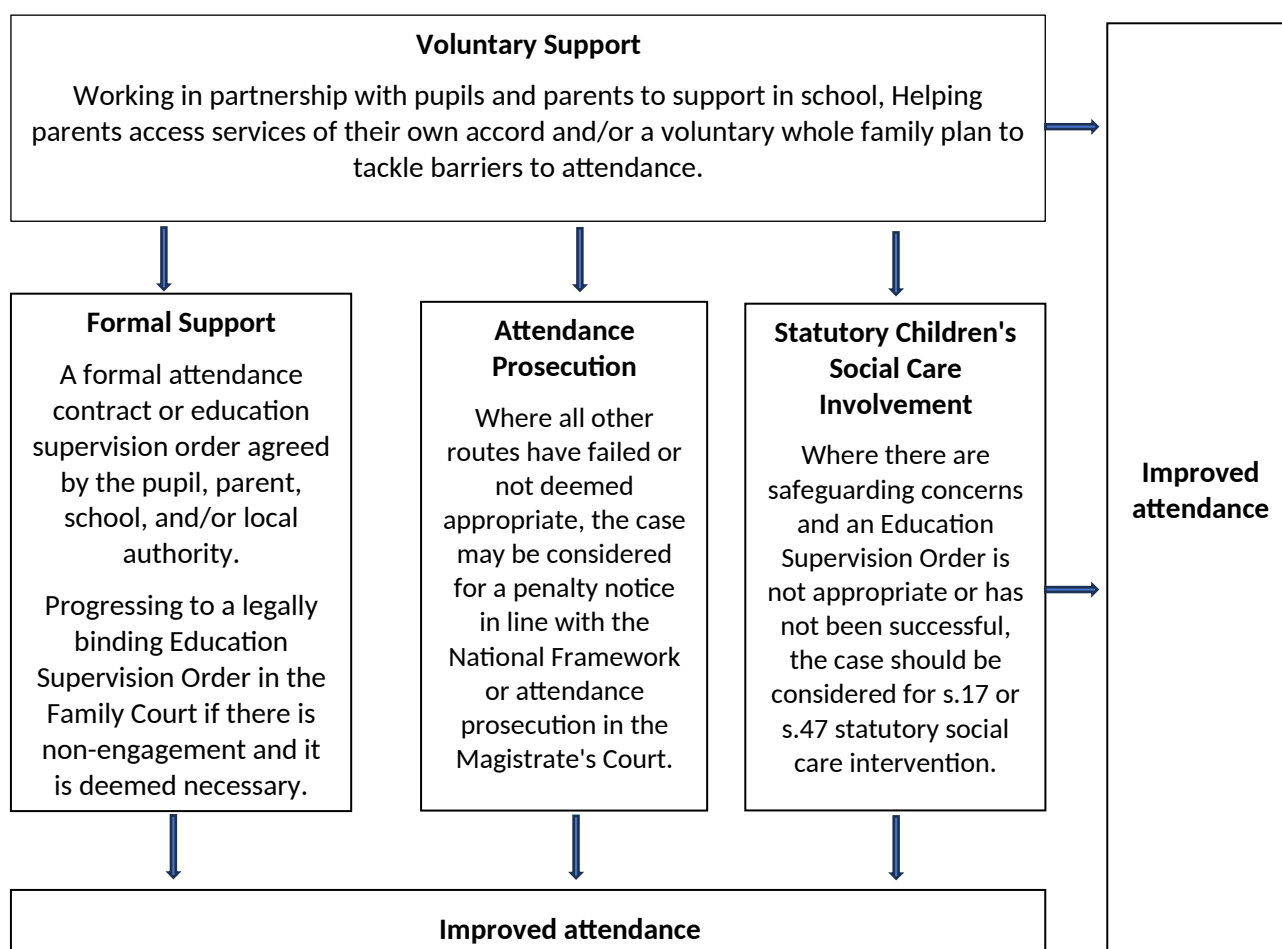 Voluntary Support
Working in partnership with pupils and parents to support in school, Helping
parents access services of their own accord and/or a voluntary whole family plan to
tackle barriers to attendance.
Formal Support
A formal attendance
contract or education
supervision order agreed
by the pupil, parent,
school, and/or local
authority.
Progressing to a legally
binding Education
Supervision Order in the
Family Court if there is
non-engagement and it
is deemed necessary.
Attendance
Prosecution
Where all other
routes have failed or
not deemed
appropriate, the case
may be considered
for a penalty notice
in line with the
National Framework
or attendance
prosecution in the
Magistrate's Court.
Statutory Children's
Social Care
Involvement
Where there are
safeguarding concerns
and an Education
Supervision Order is
not appropriate or has
not been successful,
the case should be
considered for s.17 or
s.47 statutory social
care intervention.
Improved
attendance
Improved attendance